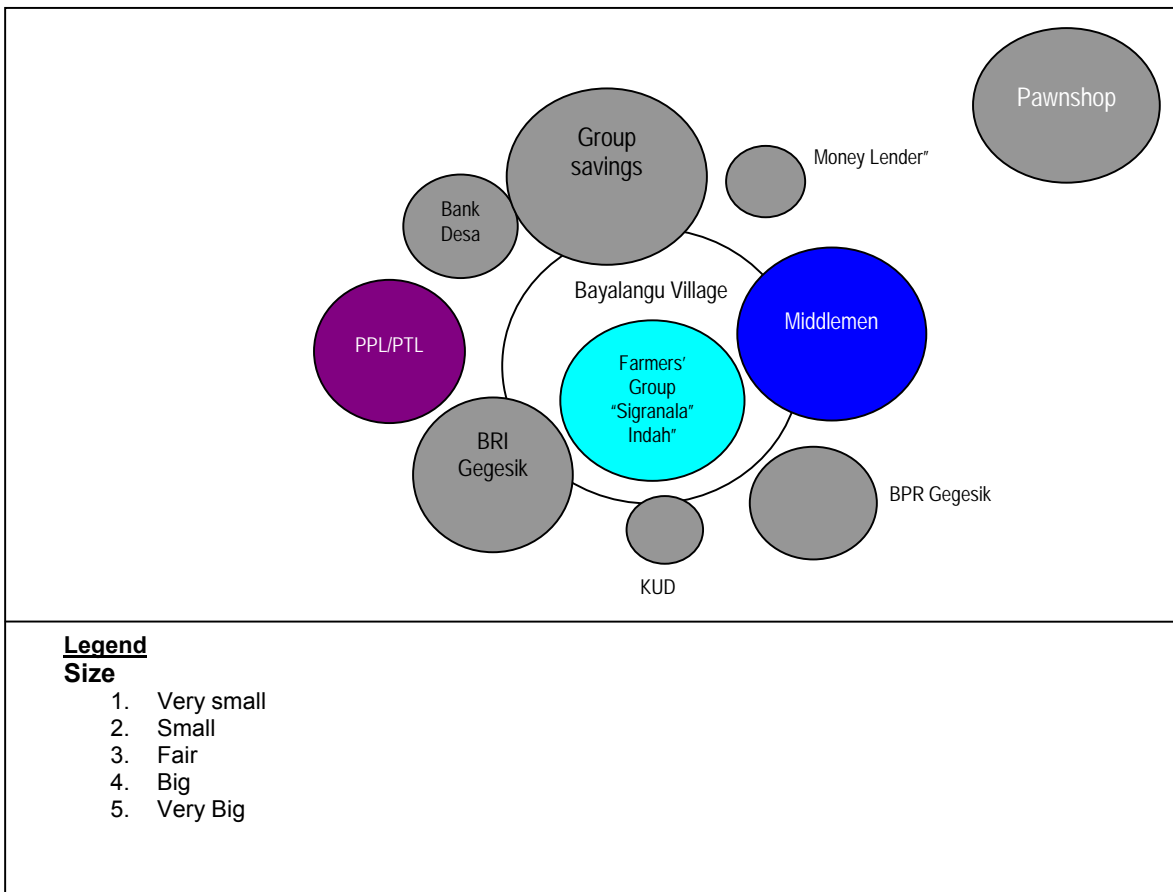 Pawnshop
Group
savings
Money Lender"
Bank
Desa
Bayalangu Village
Middlemen
PPL/PTL
Farmers'
Group
"Sigranala"
Indah"
BRI
Gegesik
BPR Gegesik
KUD
Legend
Size
1. Very small
2. Small
3. Fair
4. Big
5. Very Big